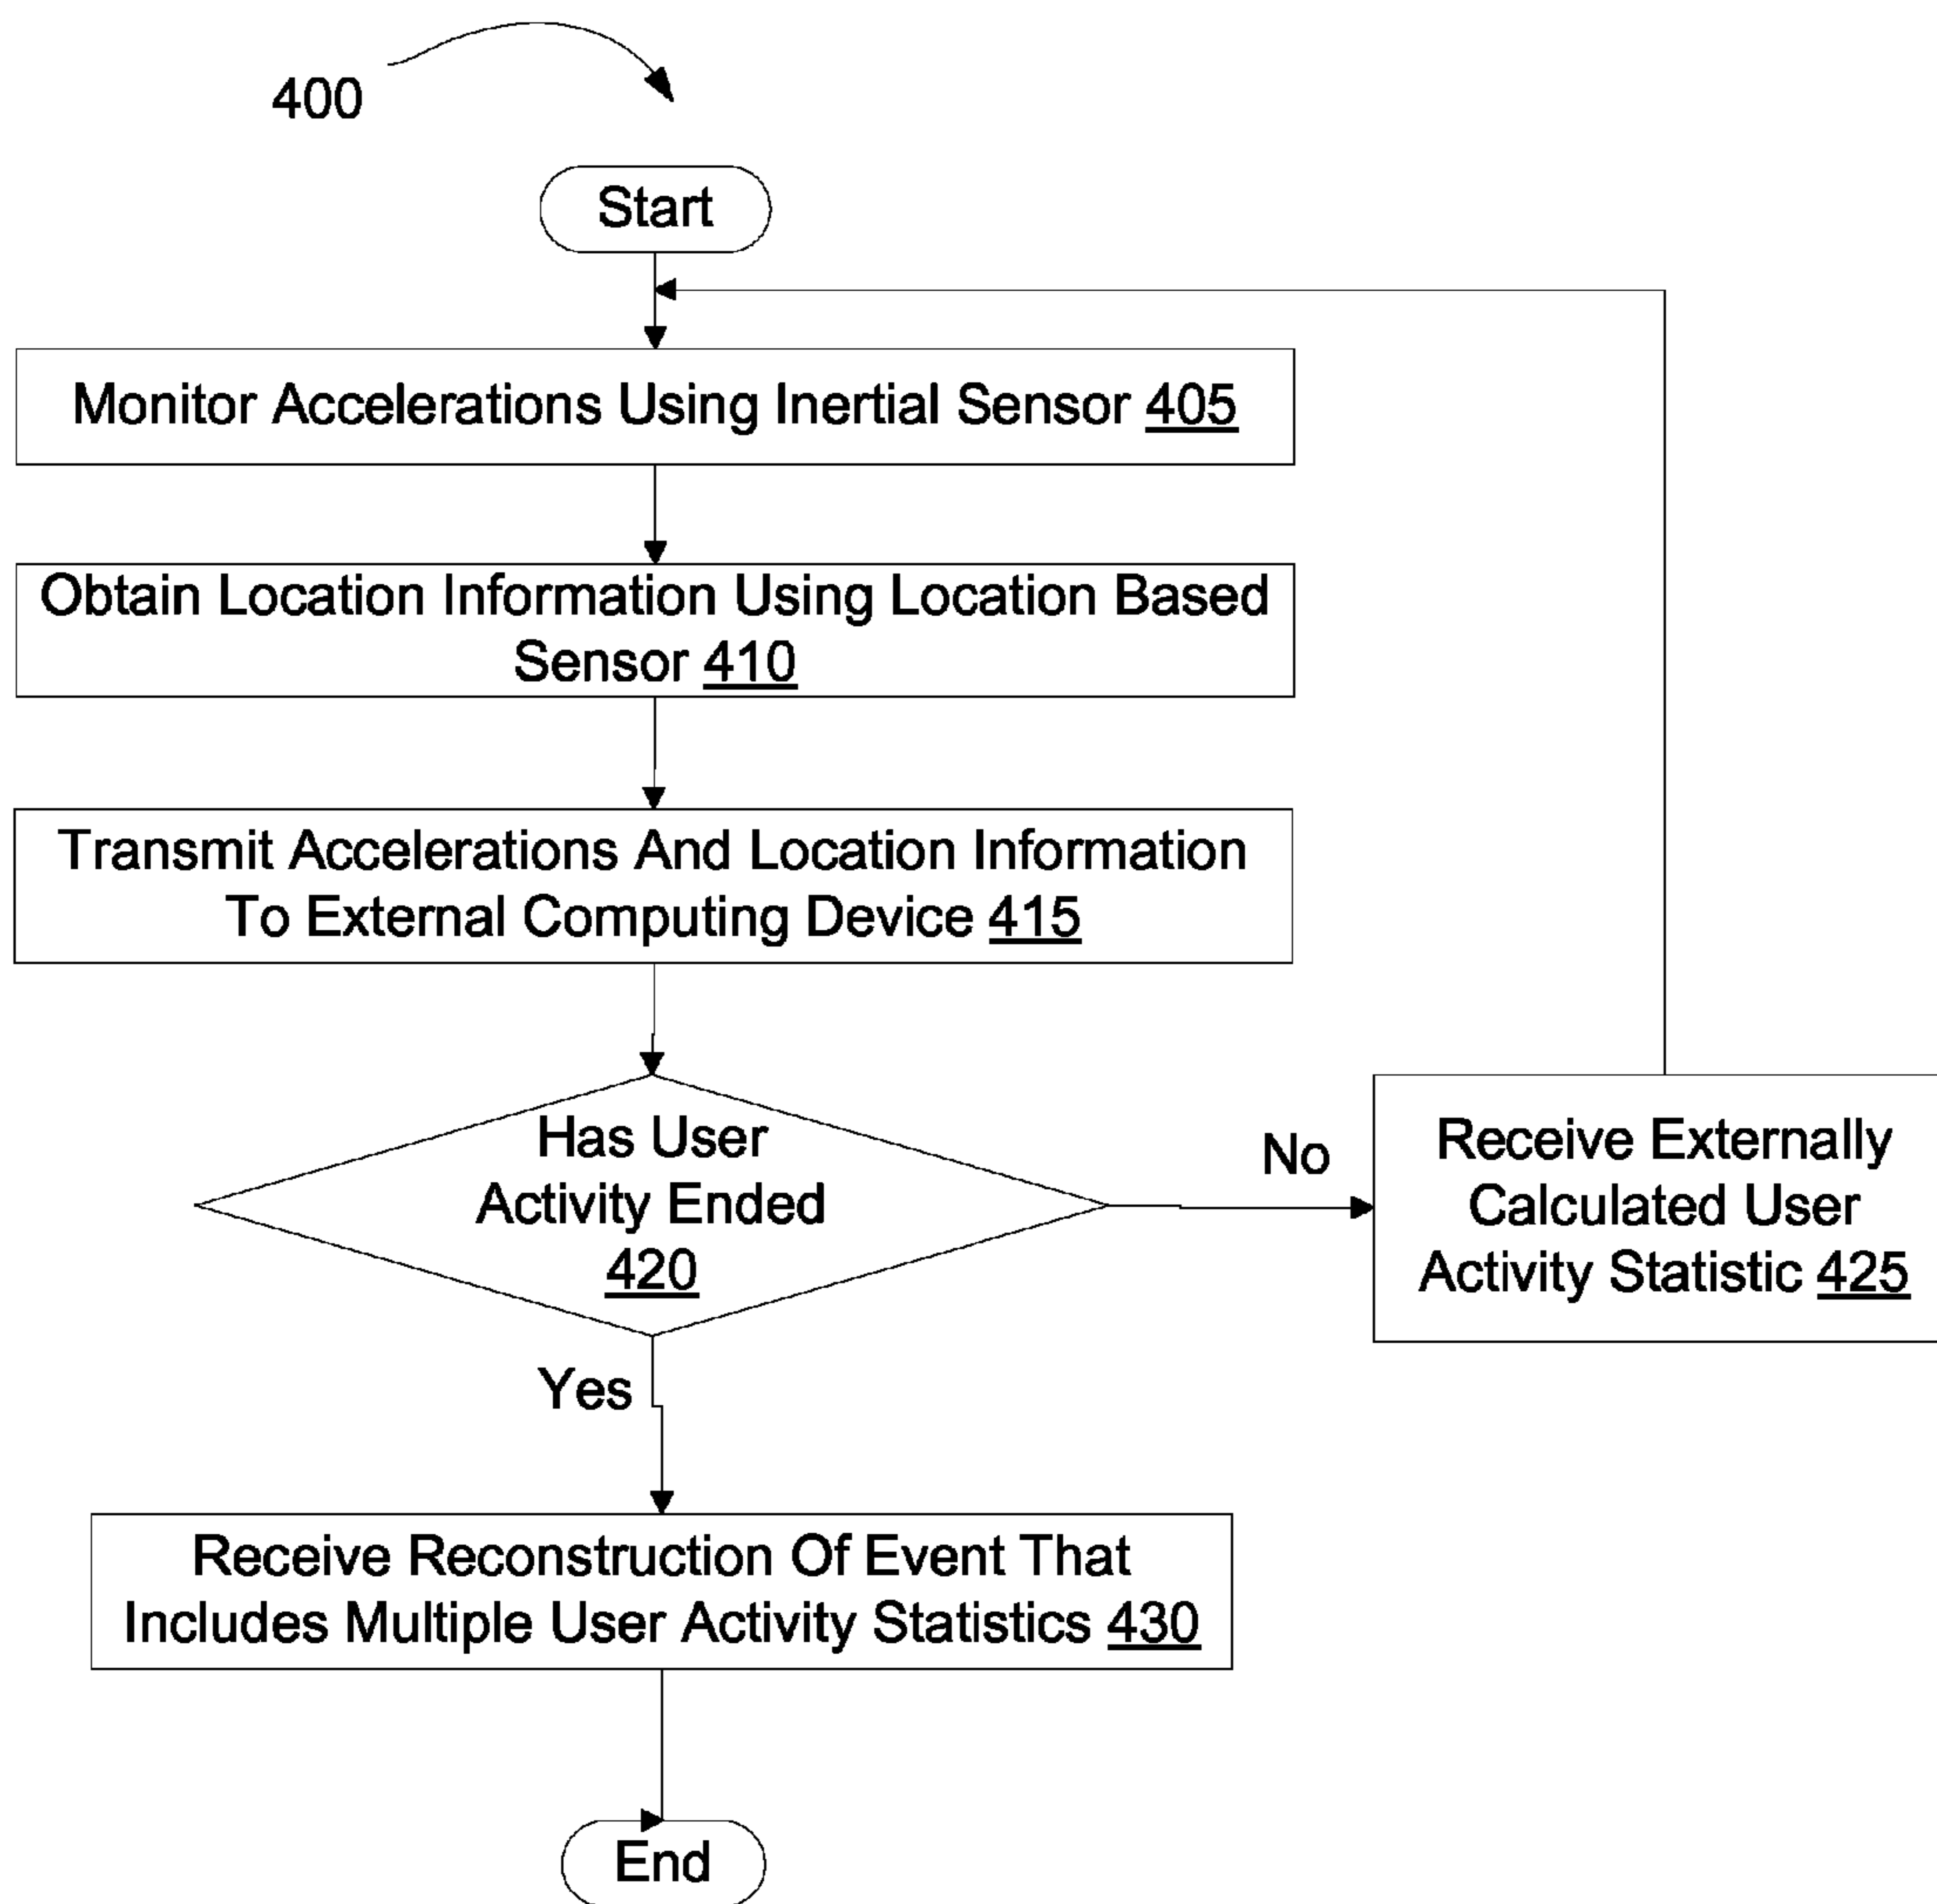 400
Start
Monitor Accelerations Using Inertial Sensor 405
Obtain Location Information Using Location Based
Sensor 410
Transmit Accelerations And Location Information
To External Computing Device 415
Has User
Activity Ended
420
No
Receive Externally
Calculated User
Activity Statistic 425
Yes
Receive Reconstruction Of Event That
Includes Multiple User Activity Statistics 430
End